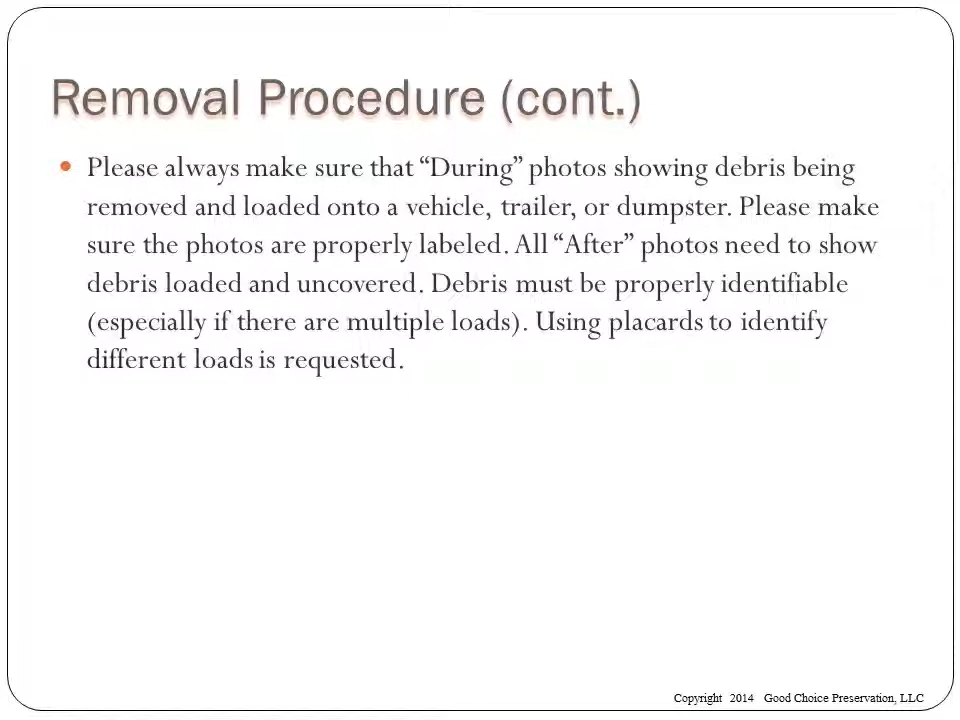 Removal Procedure (cont.)
• Please always make sure that “During” photos showing debris being
removed and loaded onto a vehicle, trailer, or dumpster. Please make
sure the photos are properly labeled. All “After” photos need to show
debris loaded and uncovered. Debris must be properly identifiable
(especially if there are multiple loads). Using placards to identify
different loads is requested.
Copyright 2014 Good Choice Preservation, LLC